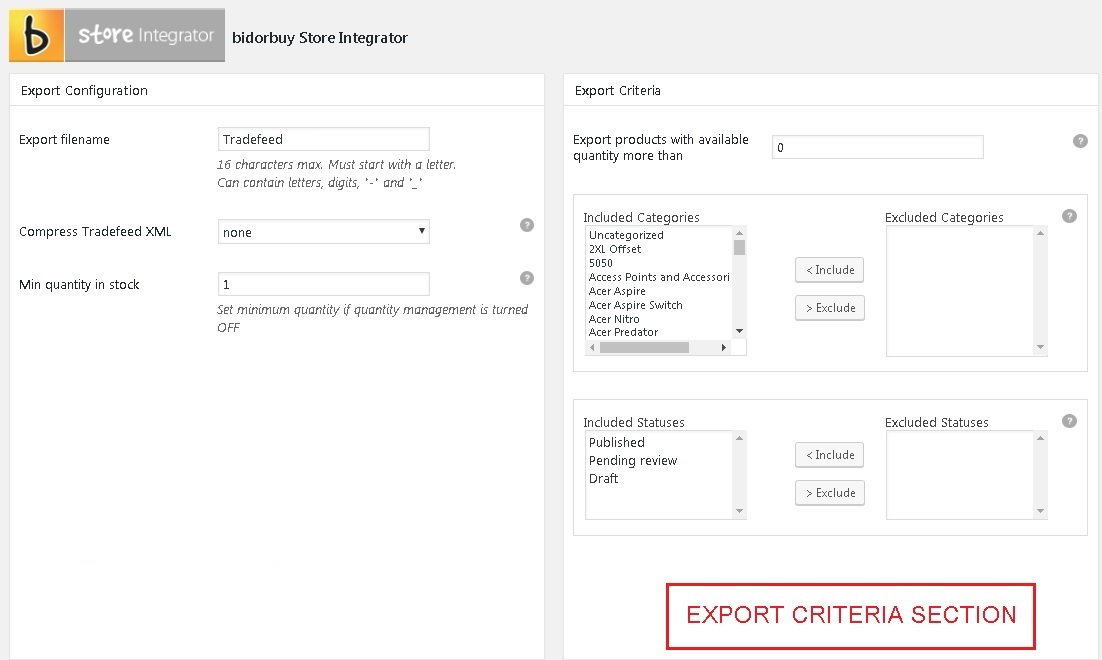 b store Integrator bidorbuy Store Integrator
Export Configuration
Export filename
Tradefeed
16 characters max. Must start with a letter.
Can contain letters, digits, '-' and '_'
Compress Tradefeed XML
none
?
Min quantity in stock
1
?
Set minimum quantity if quantity management is turned
OFF
Export Criteria
Export products with available
quantity more than
0
?
Included Categories
Uncategorized
2XL Offset
5050
Access Points and Accessori
Acer Aspire
Acer Aspire Switch
Acer Nitro
Acer Predator
< Include
> Exclude
Excluded Categories
?
Included Statuses
Published
Pending review
Draft
< Include
> Exclude
Excluded Statuses
?
EXPORT CRITERIA SECTION